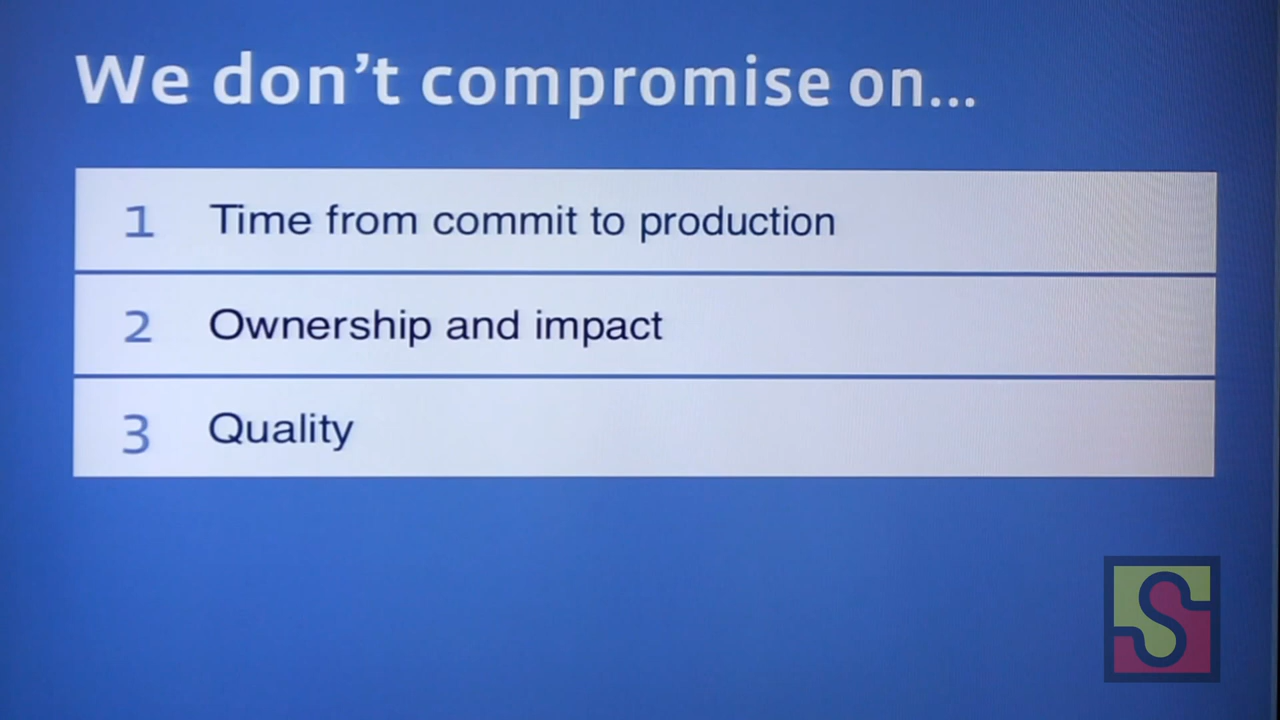 We don't compromise on...
1 Time from commit to production
2 Ownership and impact
3 Quality
S